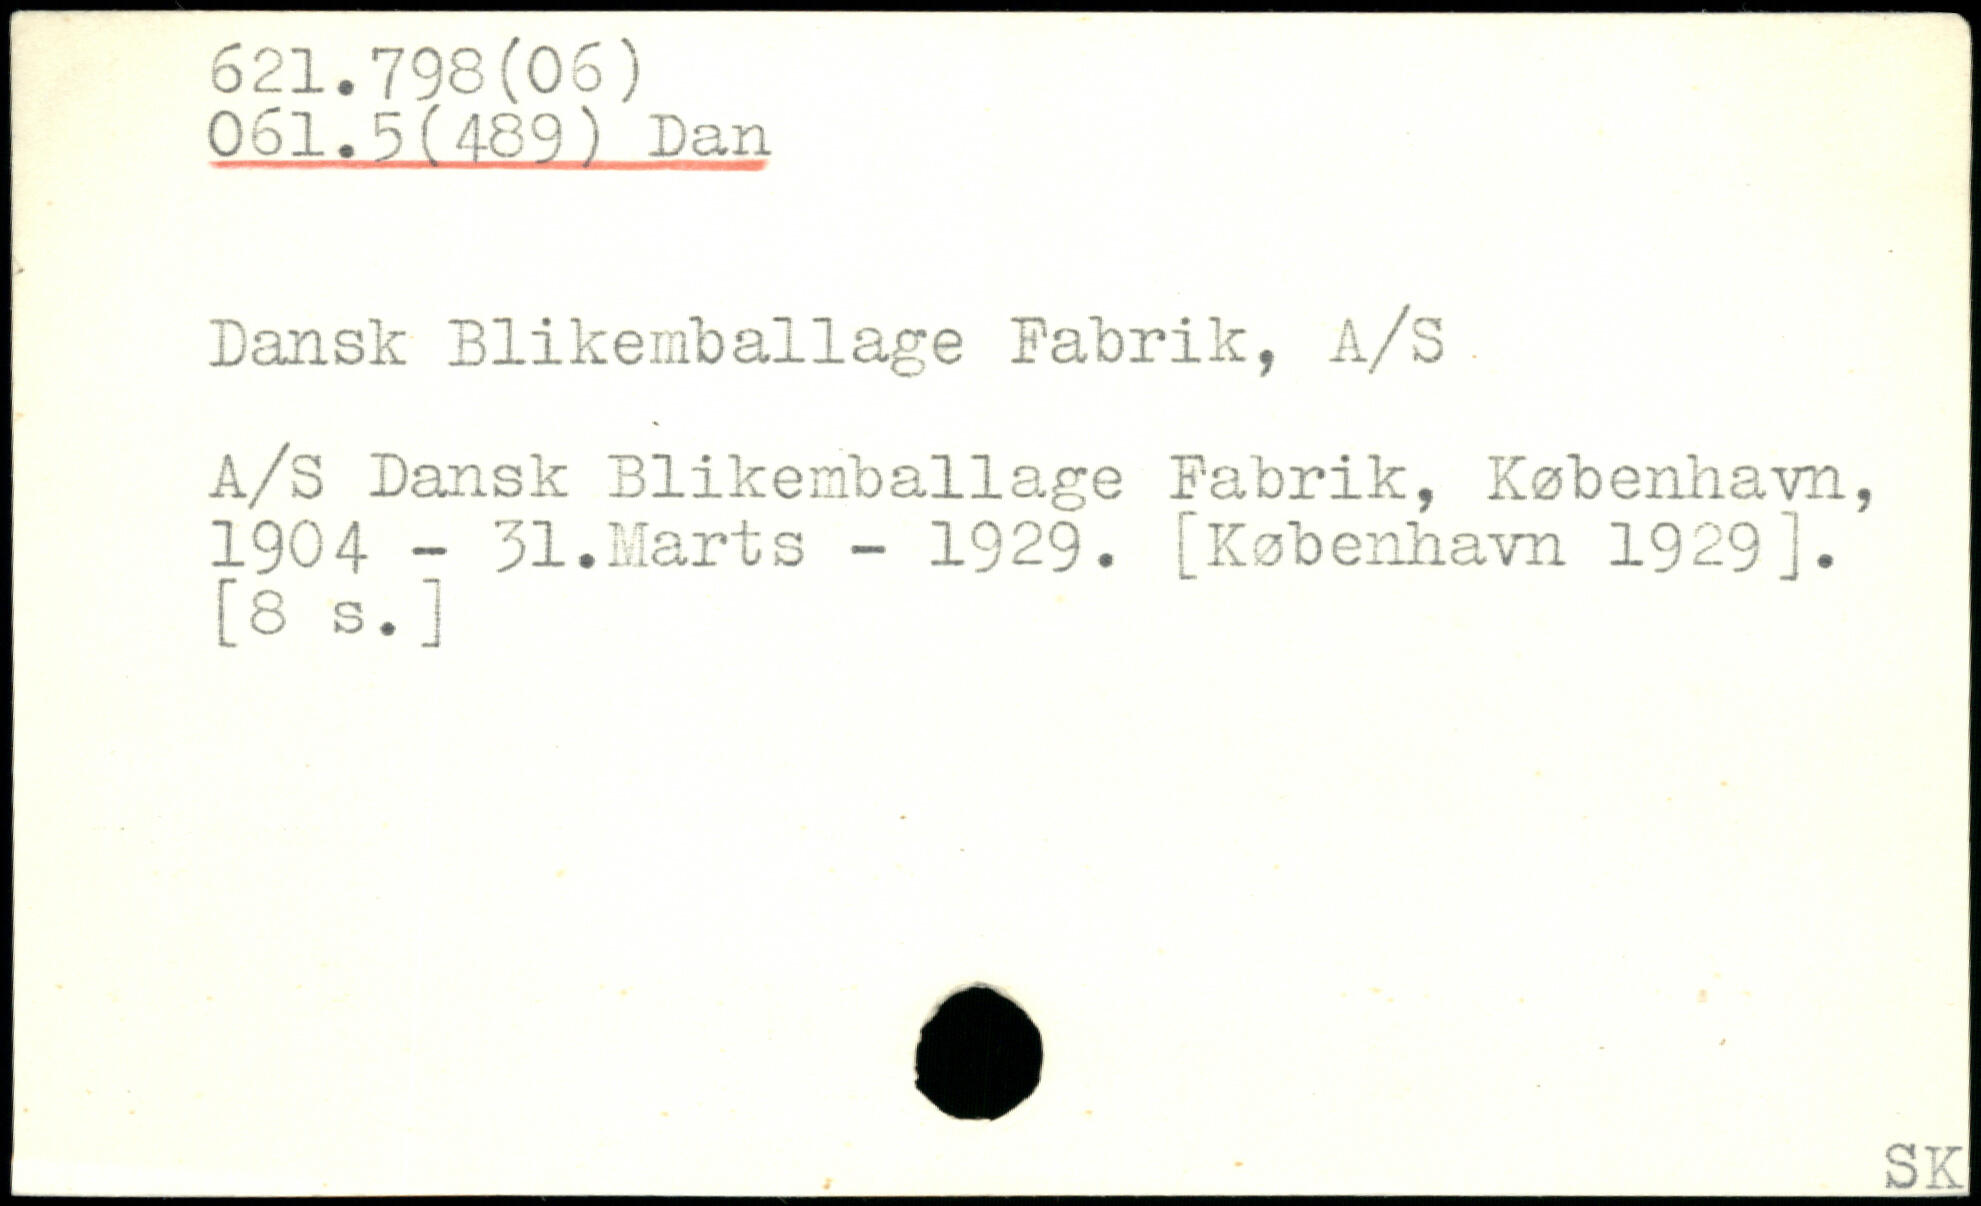 621.798(06)
061.5(489) Dan
Dansk Blikemballage Fabrik, A/S
A/S Dansk Blikemballage Fabrik, København,
1904 - 31.Marts - 1929. [København 1929].
[8 s.]
SK